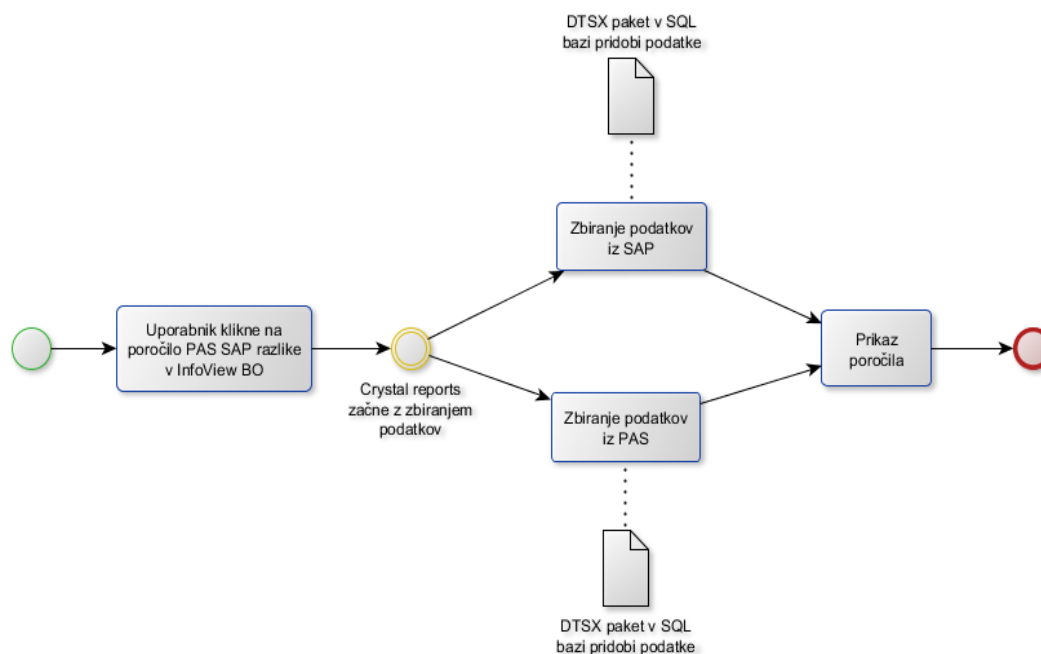 DTSX paket v SQL
bazi pridobi podatke
Zbiranje podatkov
iz SAP
Uporabnik klikne na
poročilo PAS SAP razlike
v InfoView BO
Crystal reports
začne z zbiranjem
podatkov
Prikaz
poročila
Zbiranje podatkov
iz PAS
DTSX paket v SQL
bazi pridobi podatke